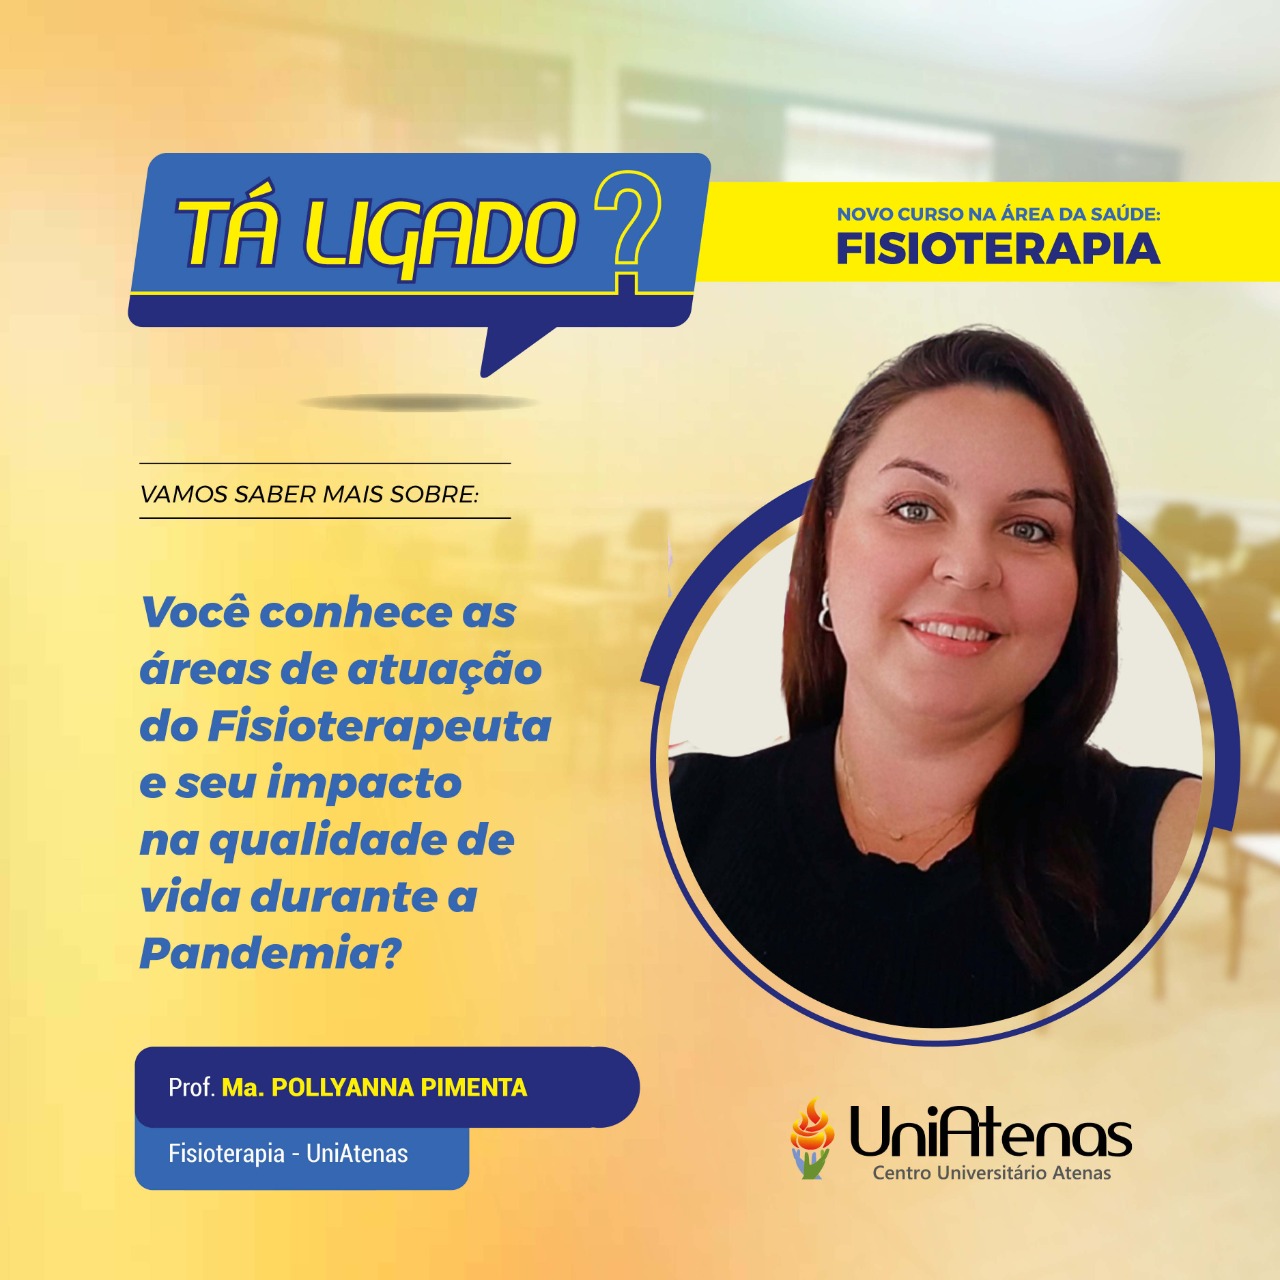 TÁ LIGADO?
NOVO CURSO NA ÁREA DA SAÚDE:
FISIOTERAPIA
VAMOS SABER MAIS SOBRE:
Você conhece as
áreas de atuação
do Fisioterapeuta
e seu impacto
na qualidade de
vida durante a
Pandemia?
Prof. Ma. POLLYANNA PIMENTA
Fisioterapia - UniAtenas
UniAtenas
Centro Universitário Atenas